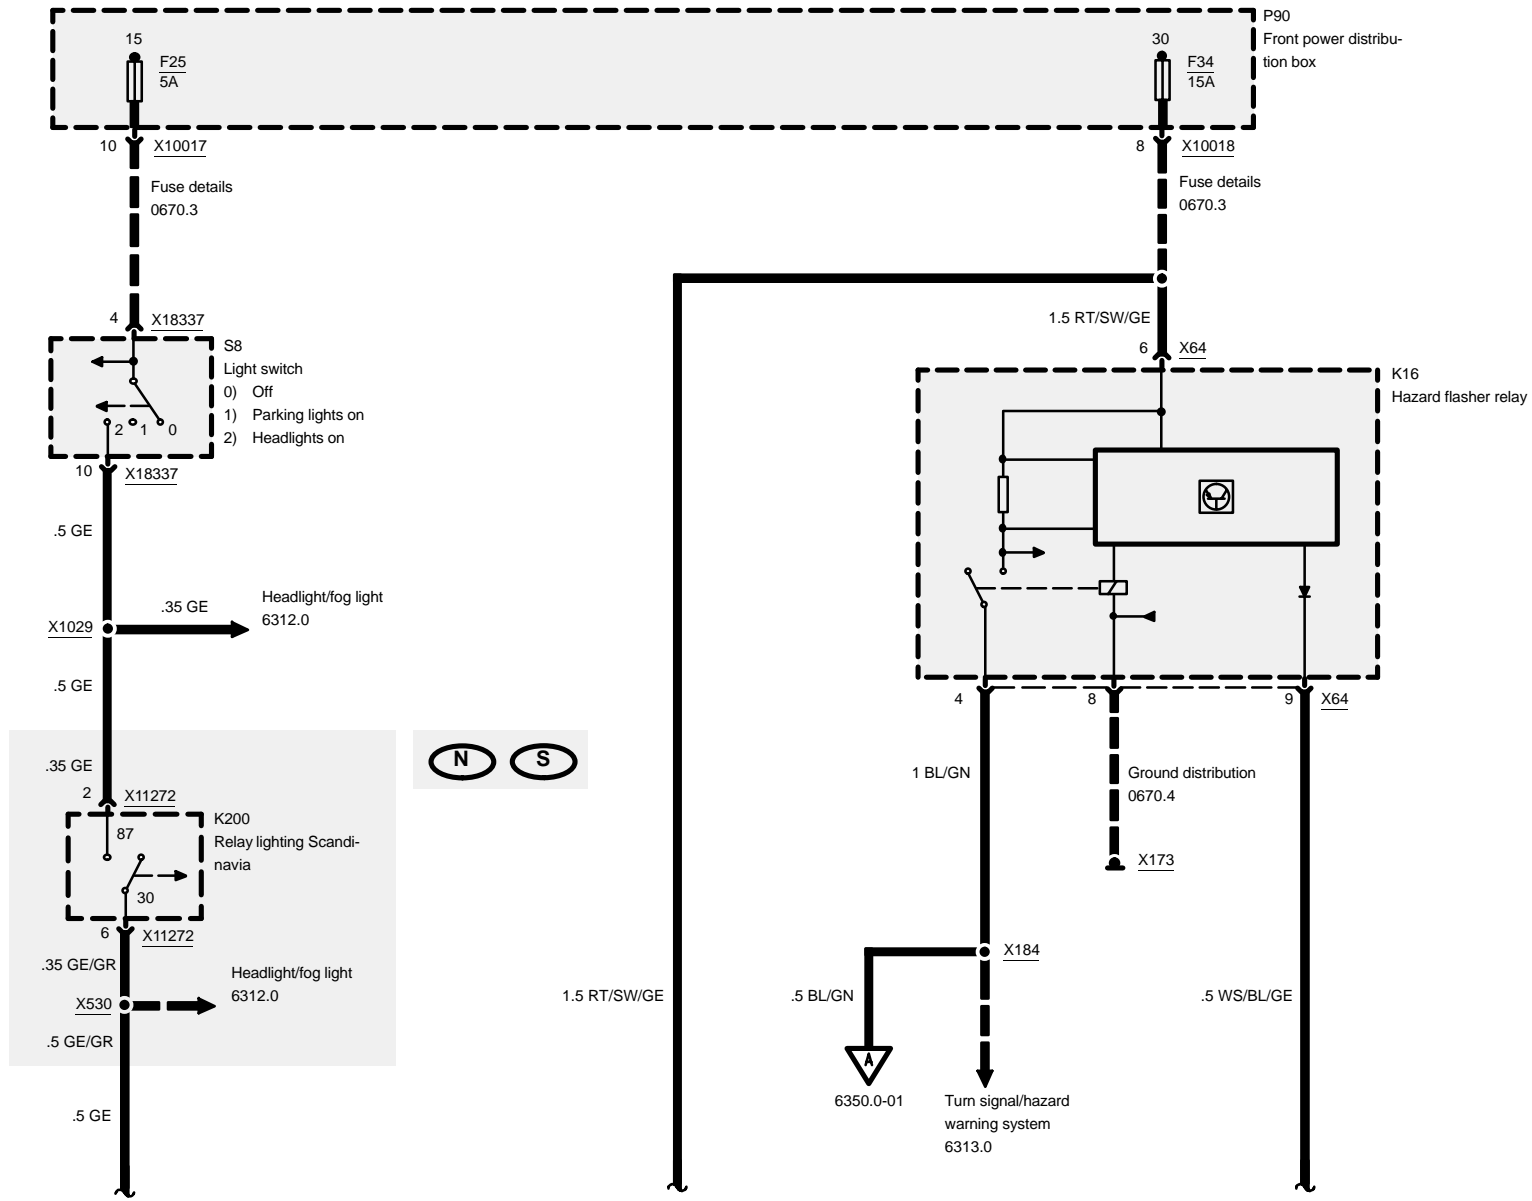 P90
Front power distribu-
tion box
15
F25
5A
30
F34
15A
10 X10017
8 X10018
Fuse details
0670.3
Fuse details
0670.3
1.5 RT/SW/GE
4 X18337
6 X64
S8
Light switch
0) Off
1) Parking lights on
2) Headlights on
2 1 0
K16
Hazard flasher relay
10 X18337
.5 GE
.35 GE
Headlight/fog light
6312.0
X1029
.5 GE
4 8 9 X64
N S
.35 GE
1 BL/GN
Ground distribution
0670.4
2 X11272
87
30
K200
Relay lighting Scandi-
navia
X173
6 X11272
.35 GE/GR
Headlight/fog light
6312.0
X530
.5 GE/GR
X184
1.5 RT/SW/GE
.5 BL/GN
.5 WS/BL/GE
A
6350.0-01
Turn signal/hazard
warning system
6313.0
.5 GE